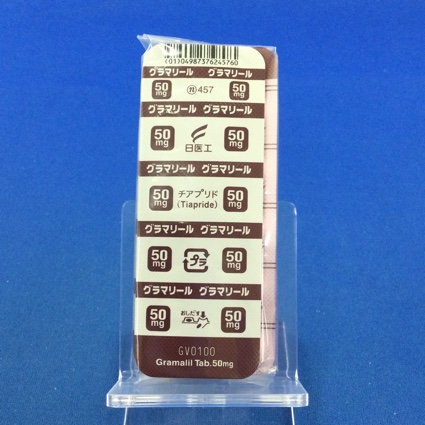 (01)04987376245760
グラマリール グラマリール
50 mg ⓝ457 50 mg
グラマリール グラマリール
50 mg 日医工 50 mg
グラマリール グラマリール
50 mg チアプリド 50 mg
(Tiapride)
グラマリール グラマリール
50 mg プラ 50 mg
グラマリール グラマリール
50 mg おしだす 50 mg
GV0100
Gramalil Tab.50mg